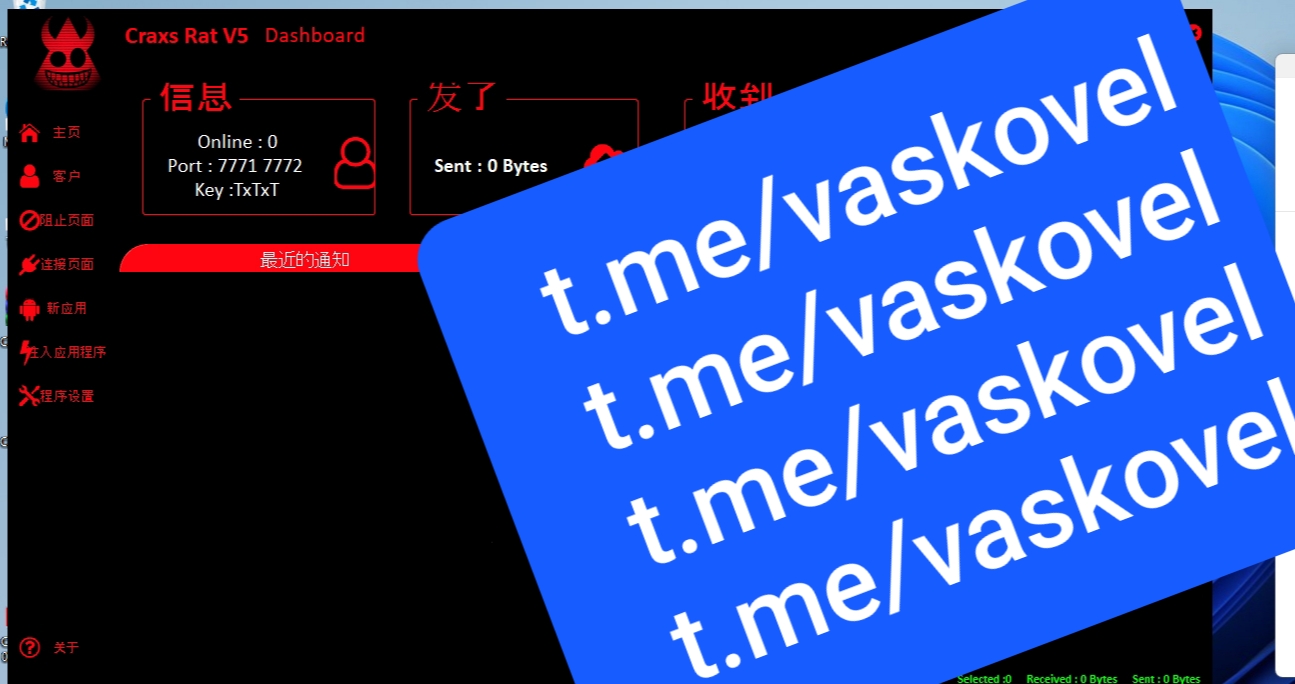 Craxs Rat V5 Dashboard
信息
发了
收到
Online : 0
Port : 7771 7772
Key :TxTxT
Sent : 0 Bytes
最近的通知
主页
客户
阻止页面
连接页面
新应用
注入应用程序
程序设置
关于
t.me/vaskovel
t.me/vaskovel
t.me/vaskovel
t.me/vaskovel
Selected :0 Received : 0 Bytes Sent : 0 Bytes